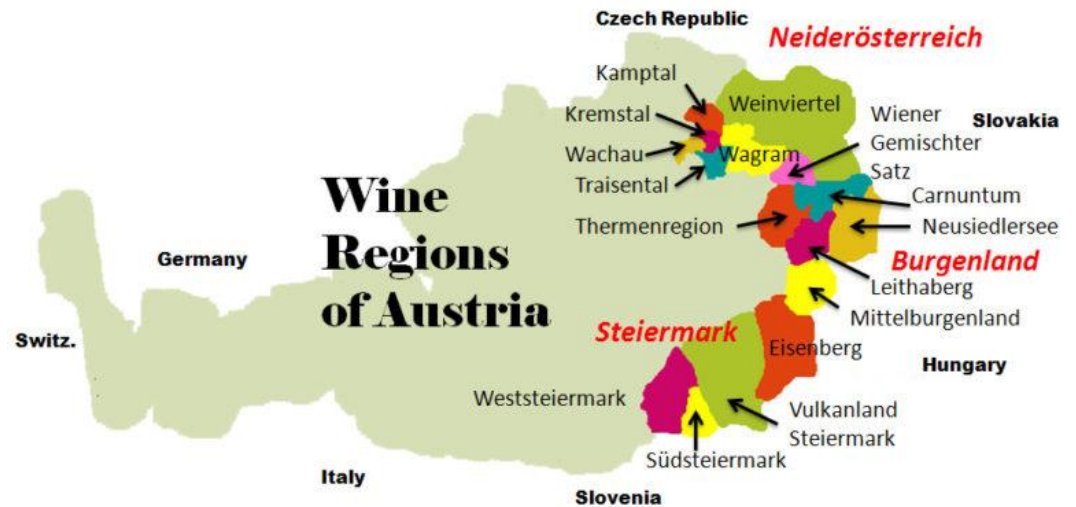 Czech Republic
Neiderösterreich
Kamptal
Weinviertel
Kremstal
Wiener
Gemischter
Satz
Slovakia
Wachau
Wagram
Traisental
Carnuntum
Wine
Regions
of Austria
Thermenregion
Neusiedlersee
Germany
Burgenland
Leithaberg
Mittelburgenland
Switz.
Steiermark
Eisenberg
Hungary
Weststeiermark
Vulkanland
Steiermark
Südsteiermark
Italy
Slovenia